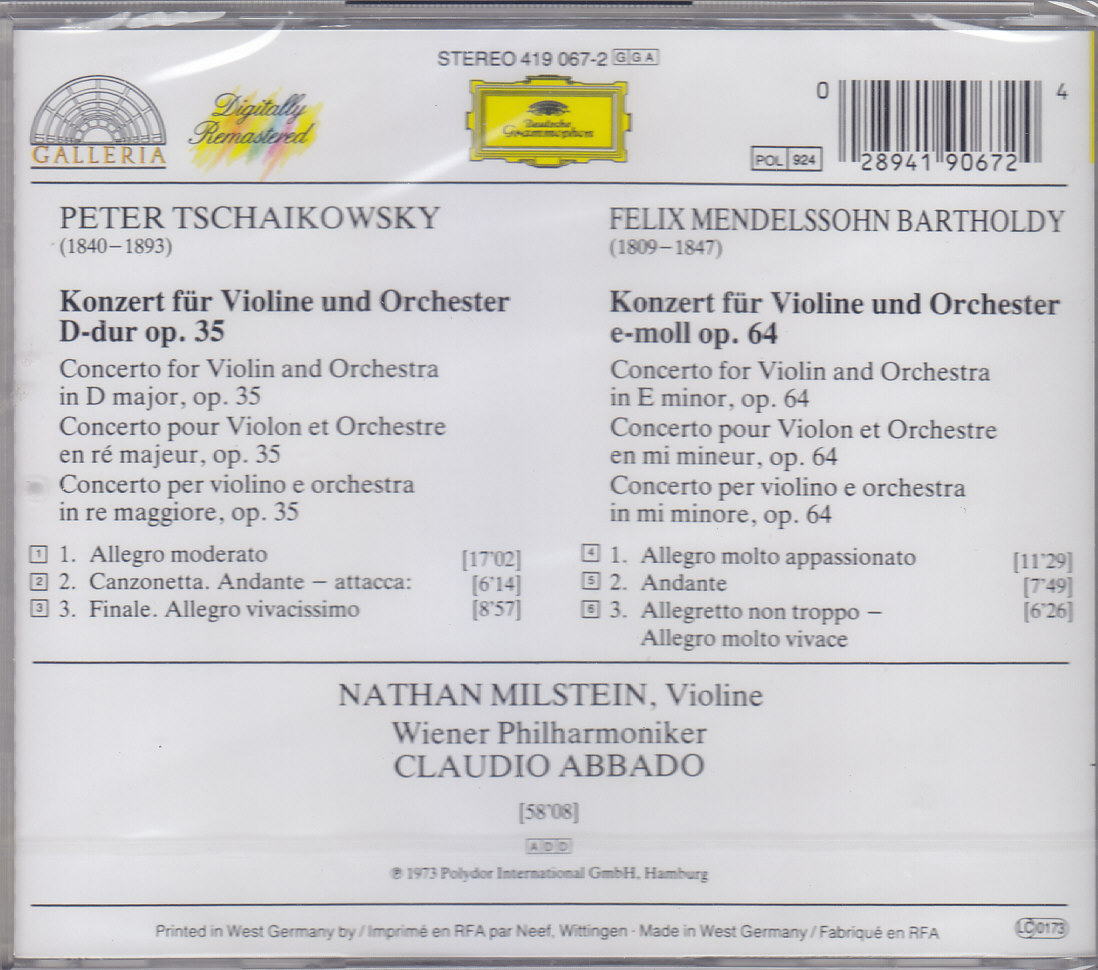 STEREO 419 067-2 GGA
GALLERIA
Digitally
Remastered
Deutsche
Grammophon
POL 924
0 28941 90672 4
PETER TSCHAIKOWSKY
(1840–1893)
Konzert für Violine und Orchester
D-dur op. 35
Concerto for Violin and Orchestra
in D major, op. 35
Concerto pour Violon et Orchestre
en ré majeur, op. 35
Concerto per violino e orchestra
in re maggiore, op. 35
1 1. Allegro moderato [17'02]
2 2. Canzonetta. Andante – attacca: [6'14]
3 3. Finale. Allegro vivacissimo [8'57]
FELIX MENDELSSOHN BARTHOLDY
(1809–1847)
Konzert für Violine und Orchester
e-moll op. 64
Concerto for Violin and Orchestra
in E minor, op. 64
Concerto pour Violon et Orchestre
en mi mineur, op. 64
Concerto per violino e orchestra
in mi minore, op. 64
4 1. Allegro molto appassionato [11'29]
5 2. Andante [7'49]
6 3. Allegretto non troppo – [6'26]
Allegro molto vivace
NATHAN MILSTEIN, Violine
Wiener Philharmoniker
CLAUDIO ABBADO
[58'08]
ADD
℗ 1973 Polydor International GmbH, Hamburg
Printed in West Germany by / Imprimé en RFA par Neef, Wittingen · Made in West Germany / Fabriqué en RFA
LC 0173